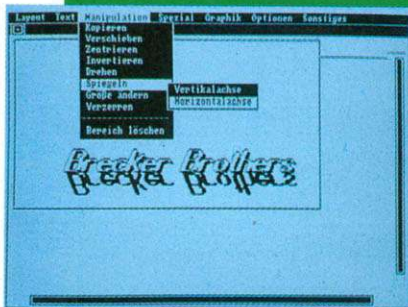 Layout Text Manipulation Spezial Graphik Optionen Sonstiges
Kopieren
Verschieben
Zentrieren
Invertieren
Drehen
Spiegeln
Größe ändern
Verzerren
Bereich löschen
Vertikalachse
Horizontalachse
Brecker Brothers